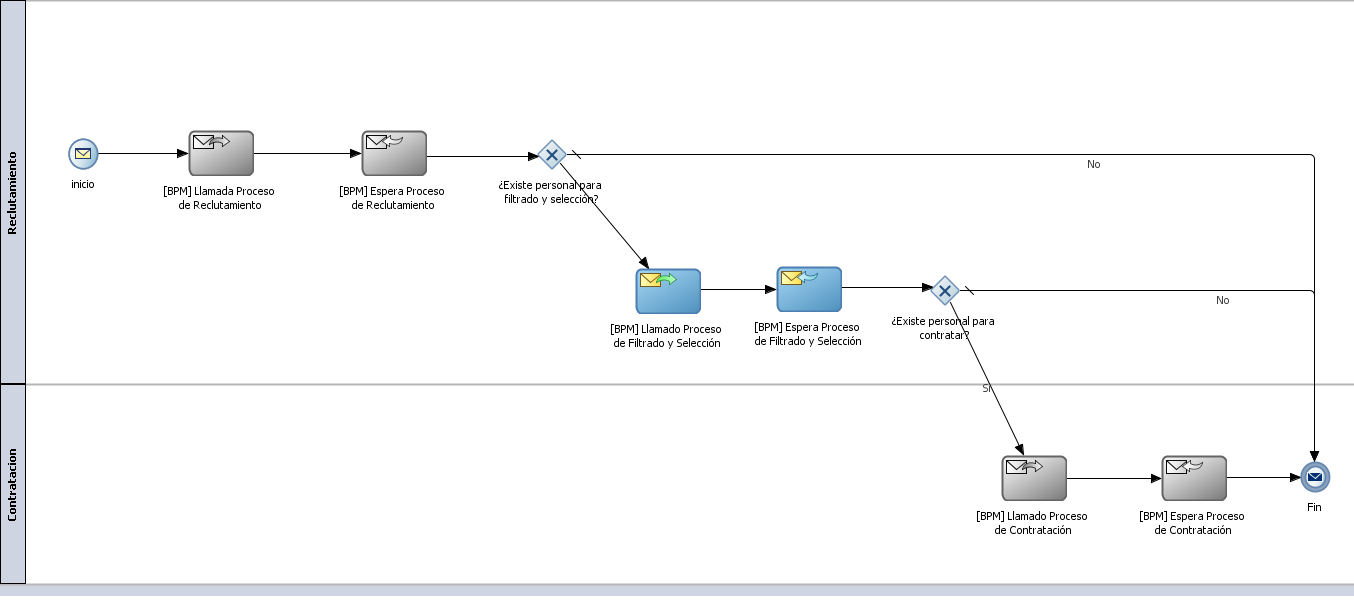 Reclutamiento
inicio
[BPM] Llamada Proceso
de Reclutamiento
[BPM] Espera Proceso
de Reclutamiento
¿Existe personal para
filtrado y selección?
No
[BPM] Llamado Proceso
de Filtrado y Selección
[BPM] Espera Proceso
de Filtrado y Selección
¿Existe personal para
contratar?
No
Contratacion
Si
[BPM] Llamado Proceso
de Contratación
[BPM] Espera Proceso
de Contratación
Fin